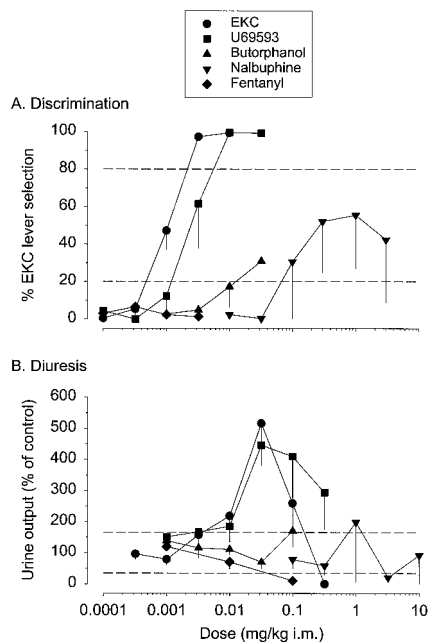 EKC
U69593
Butorphanol
Nalbuphine
Fentanyl
A. Discrimination
100
80
60
40
20
0
% EKC lever selection
B. Diuresis
600
500
400
300
200
100
0
Urine output (% of control)
0.0001 0.001 0.01 0.1 1 10
Dose (mg/kg i.m.)